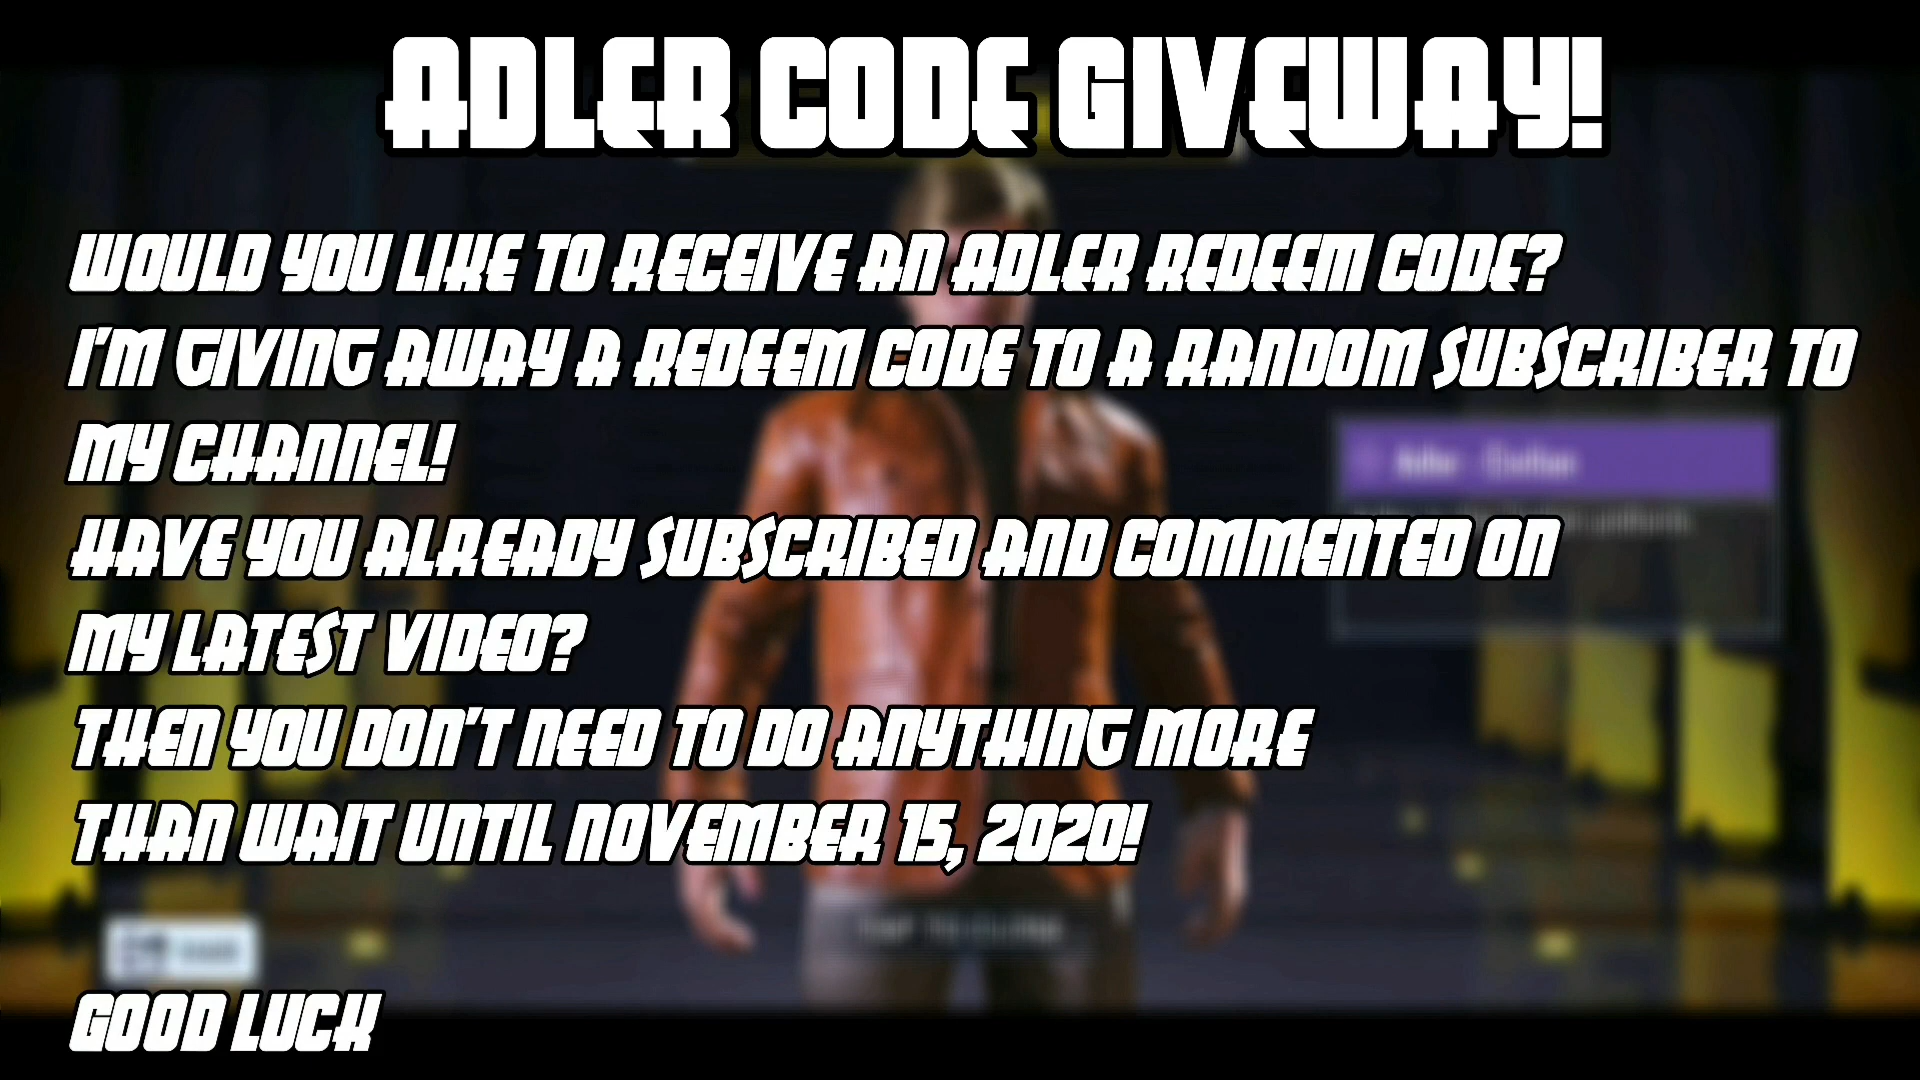 ADLER CODE GIVEWAY!
WOULD YOU LIKE TO RECEIVE AN ADLER REDEEM CODE?
I'M GIVING AWAY A REDEEM CODE TO A RANDOM SUBSCRIBER TO
MY CHANNEL!
HAVE YOU ALREADY SUBSCRIBED AND COMMENTED ON
MY LATEST VIDEO?
THEN YOU DON'T NEED TO DO ANYTHING MORE
THAN WAIT UNTIL NOVEMBER 15, 2020!
GOOD LUCK